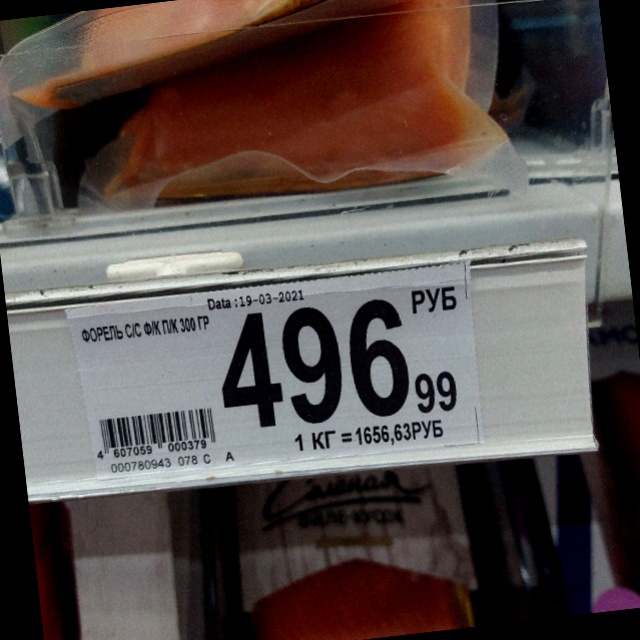 Data :19-03-2021
ФОРЕЛЬ С/С Ф/К П/К 300 ГР
496 99 РУБ
1 КГ = 1656,63РУБ
4 607059 000379
000780943 078 С А